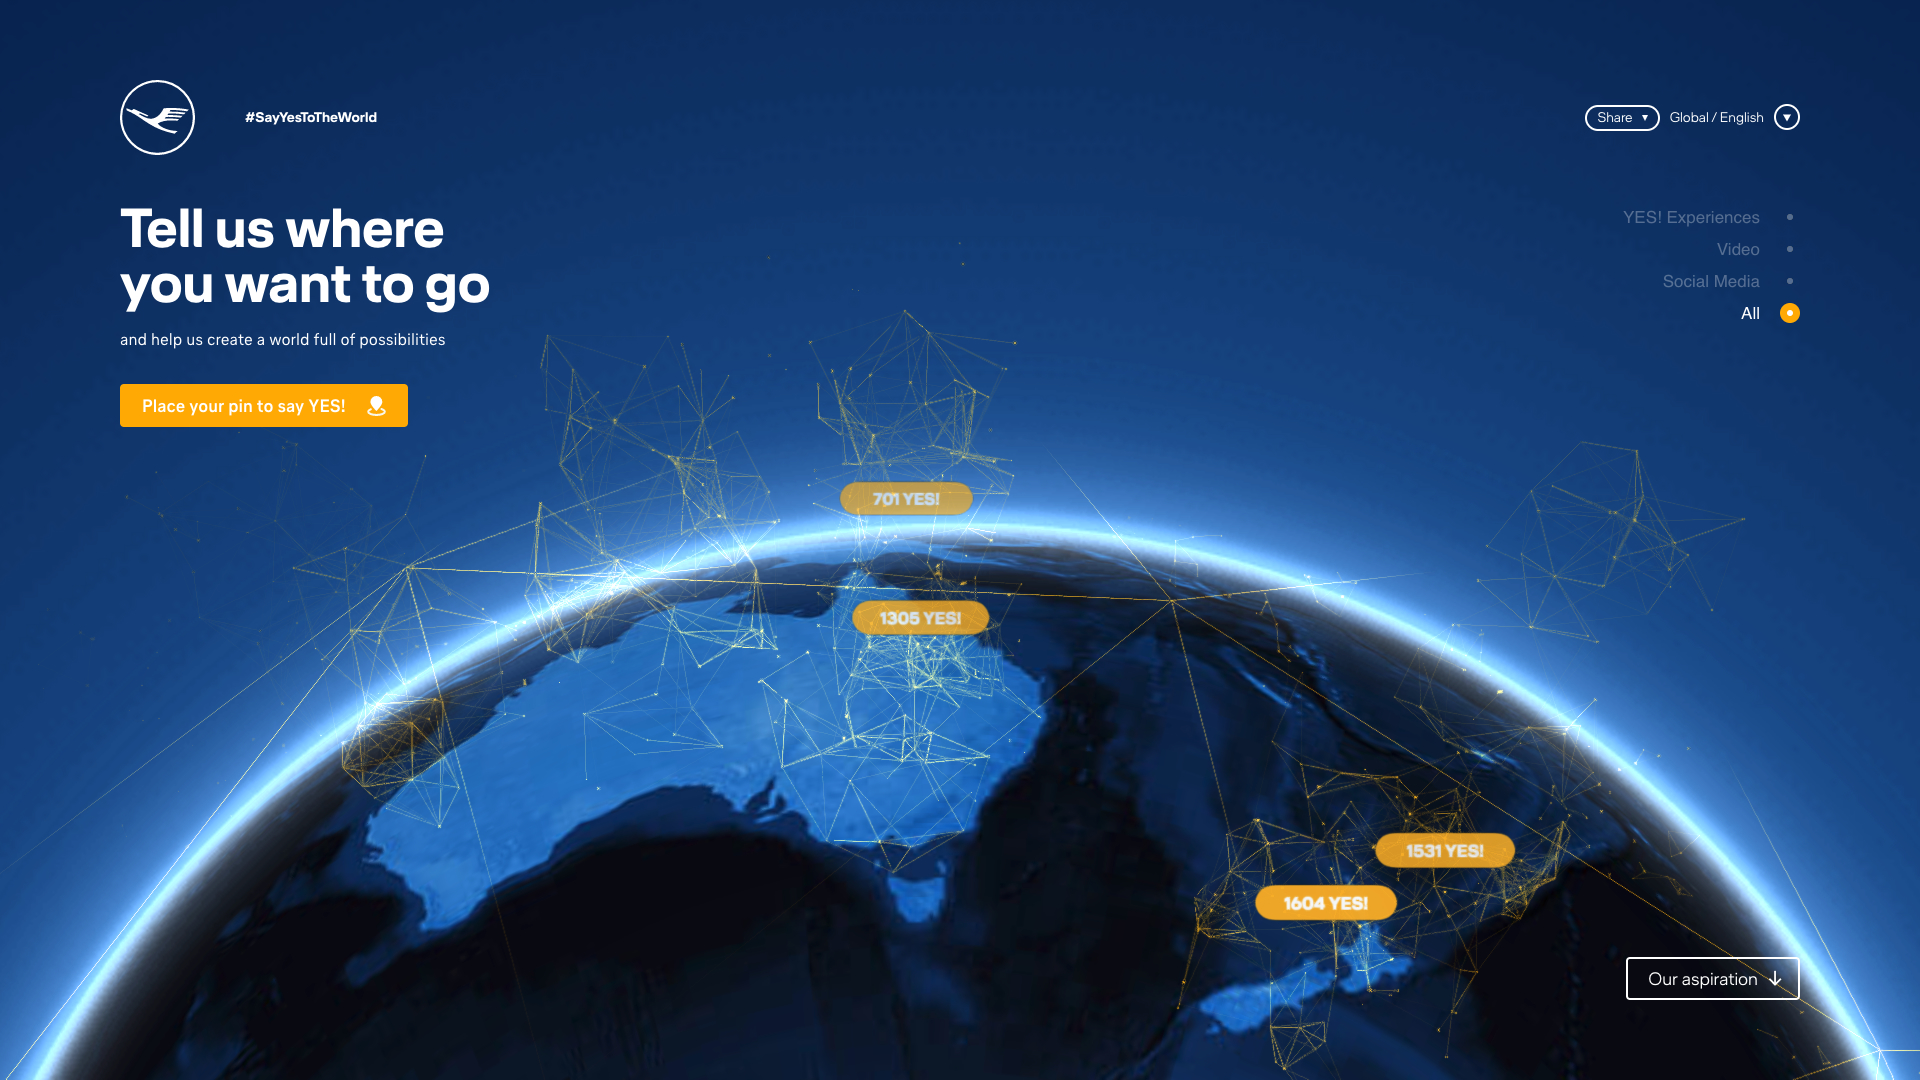 #SayYesToTheWorld
Share
Global / English
Tell us where
you want to go
and help us create a world full of possibilities
Place your pin to say YES!
YES! Experiences
Video
Social Media
All
701 YES!
1305 YES!
1531 YES!
1604 YES!
Our aspiration